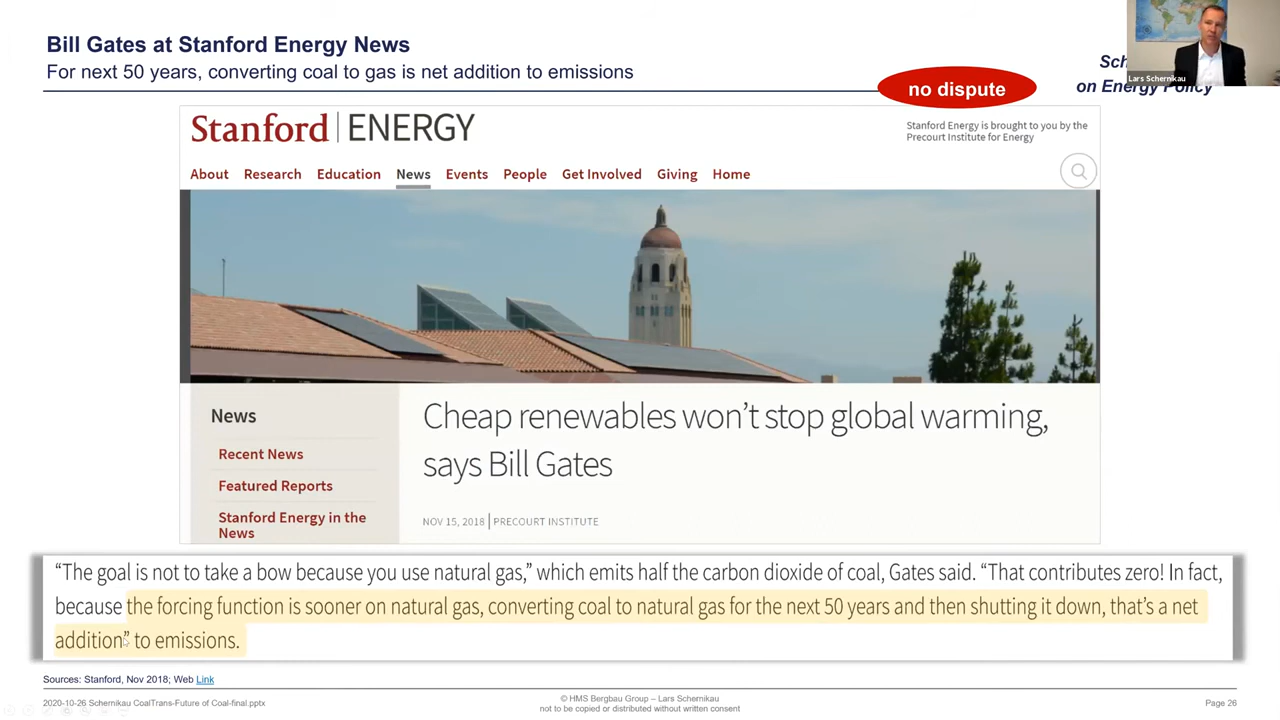 Bill Gates at Stanford Energy News
For next 50 years, converting coal to gas is net addition to emissions
no dispute
Lars Schernikau
Sch
on Energy Policy
Stanford | ENERGY
Stanford Energy is brought to you by the
Precourt Institute for Energy
About Research Education News Events People Get Involved Giving Home
News
Recent News
Featured Reports
Stanford Energy in the
News
Cheap renewables won’t stop global warming,
says Bill Gates
NOV 15, 2018 | PRECOURT INSTITUTE
“The goal is not to take a bow because you use natural gas,” which emits half the carbon dioxide of coal, Gates said. “That contributes zero! In fact,
because the forcing function is sooner on natural gas, converting coal to natural gas for the next 50 years and then shutting it down, that’s a net
addition” to emissions.
Sources: Stanford, Nov 2018; Web Link
2020-10-26 Schernikau CoalTrans-Future of Coal-final.pptx
© HMS Bergbau Group – Lars Schernikau
not to be copied or distributed without written consent
Page 26